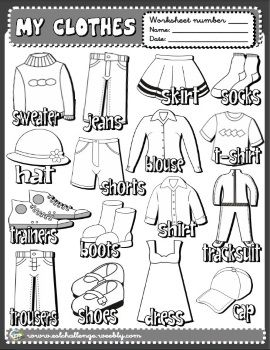 MY CLOTHES
Worksheet number
Name:
Date:
sweater
jeans
skirt
socks
hat
shorts
blouse
t-shirt
trainers
boots
shirt
tracksuit
trousers
shoes
dress
cap
www.eslchallenge.weebly.com